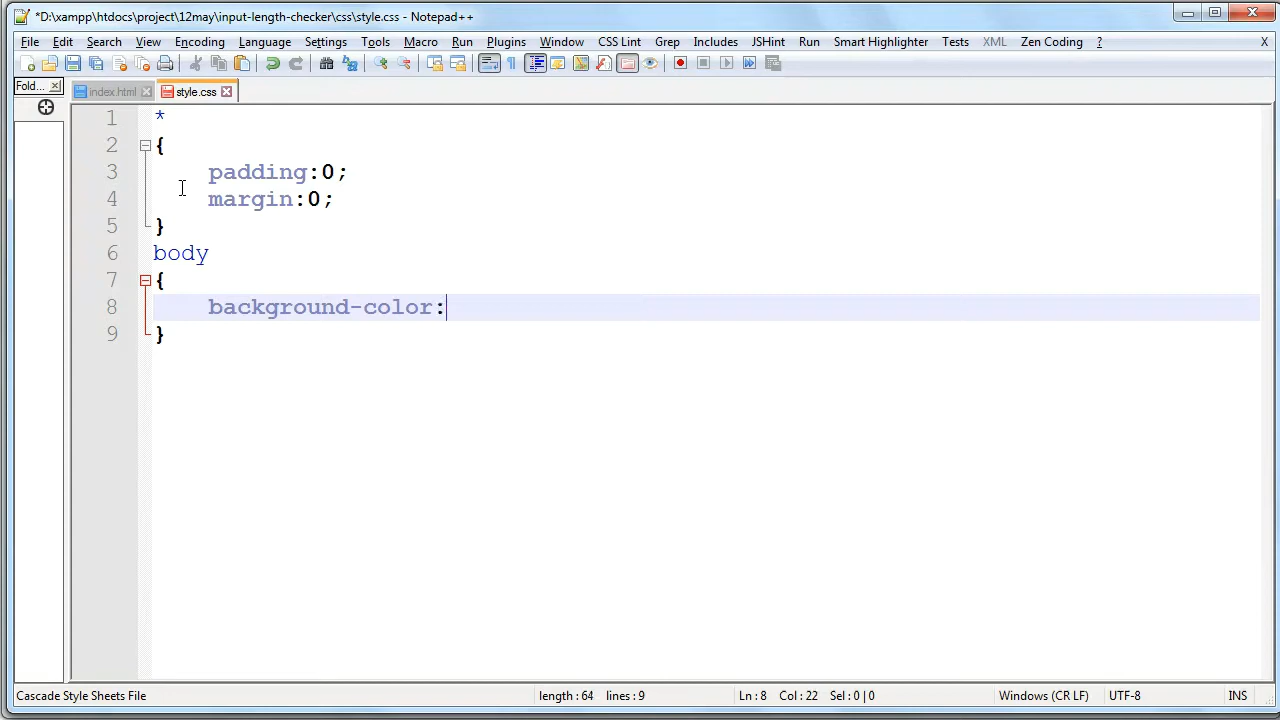 *D:\xampp\htdocs\project\12may\input-length-checker\css\style.css - Notepad++
File Edit Search View Encoding Language Settings Tools Macro Run Plugins Window CSS Lint Grep Includes JSHint Run Smart Highlighter Tests XML Zen Coding ? X
Fold...
index.html style.css
1 *
2 {
3 padding:0;
4 margin:0;
5 }
6 body
7 {
8 background-color:
9 }
Cascade Style Sheets File length : 64 lines : 9 Ln : 8 Col : 22 Sel : 0 | 0 Windows (CR LF) UTF-8 INS